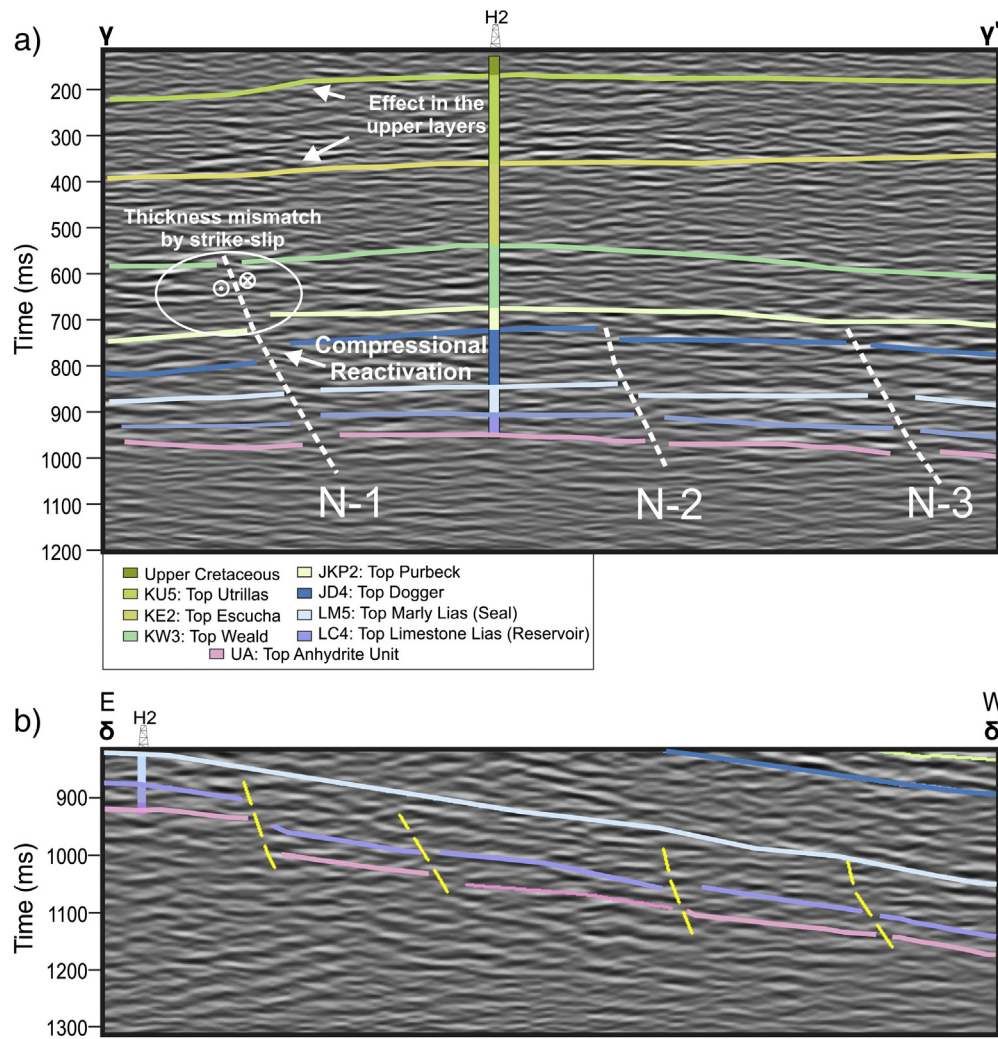 a)
γ
H2
γ'
200
300
400
500
600
700
800
900
1000
1100
1200
Time (ms)
Effect in the
upper layers
Thickness mismatch
by strike-slip
Compressional
Reactivation
N-1
N-2
N-3
Upper Cretaceous
KU5: Top Utrillas
KE2: Top Escucha
KW3: Top Weald
JKP2: Top Purbeck
JD4: Top Dogger
LM5: Top Marly Lias (Seal)
LC4: Top Limestone Lias (Reservoir)
UA: Top Anhydrite Unit
b)
E
δ
H2
W
δ
900
1000
1100
1200
1300
Time (ms)